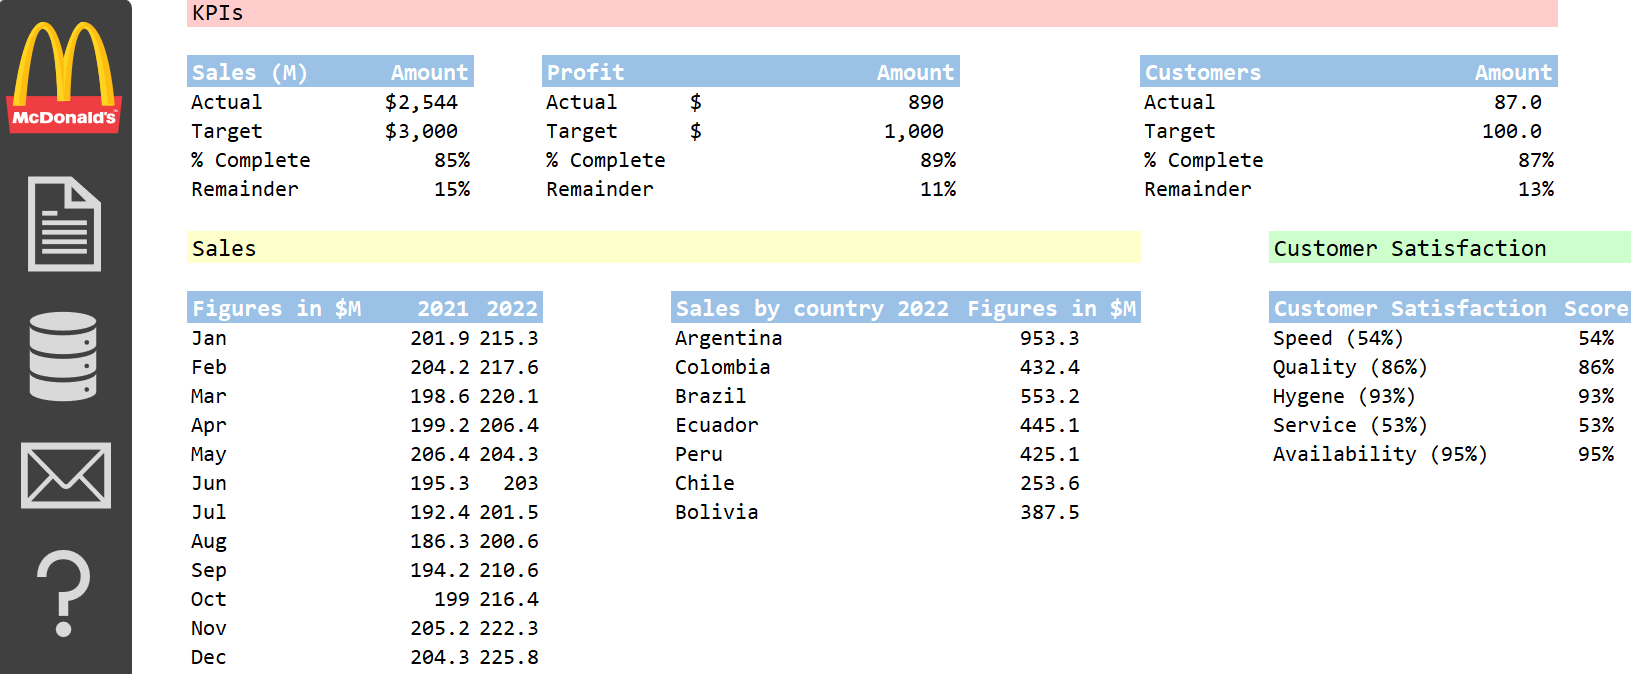 KPIs
McDonald's™
Sales (M) Amount
Actual $2,544
Target $3,000
% Complete 85%
Remainder 15%
Profit Amount
Actual $ 890
Target $ 1,000
% Complete 89%
Remainder 11%
Customers Amount
Actual 87.0
Target 100.0
% Complete 87%
Remainder 13%
Sales
Figures in $M 2021 2022
Jan 201.9 215.3
Feb 204.2 217.6
Mar 198.6 220.1
Apr 199.2 206.4
May 206.4 204.3
Jun 195.3 203
Jul 192.4 201.5
Aug 186.3 200.6
Sep 194.2 210.6
Oct 199 216.4
Nov 205.2 222.3
Dec 204.3 225.8
Sales by country 2022 Figures in $M
Argentina 953.3
Colombia 432.4
Brazil 553.2
Ecuador 445.1
Peru 425.1
Chile 253.6
Bolivia 387.5
Customer Satisfaction
Customer Satisfaction Score
Speed (54%) 54%
Quality (86%) 86%
Hygene (93%) 93%
Service (53%) 53%
Availability (95%) 95%
?